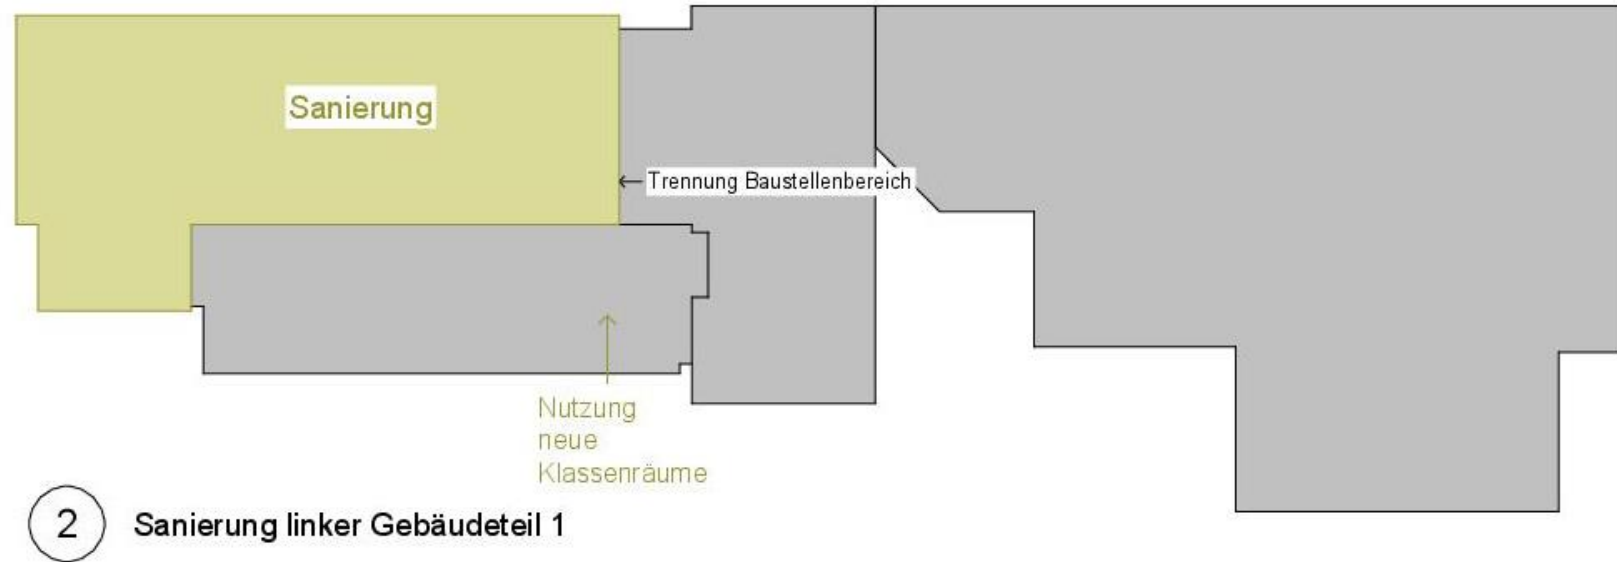 Sanierung
Trennung Baustellenbereich
Nutzung
neue
Klassenräume
2 Sanierung linker Gebäudeteil 1